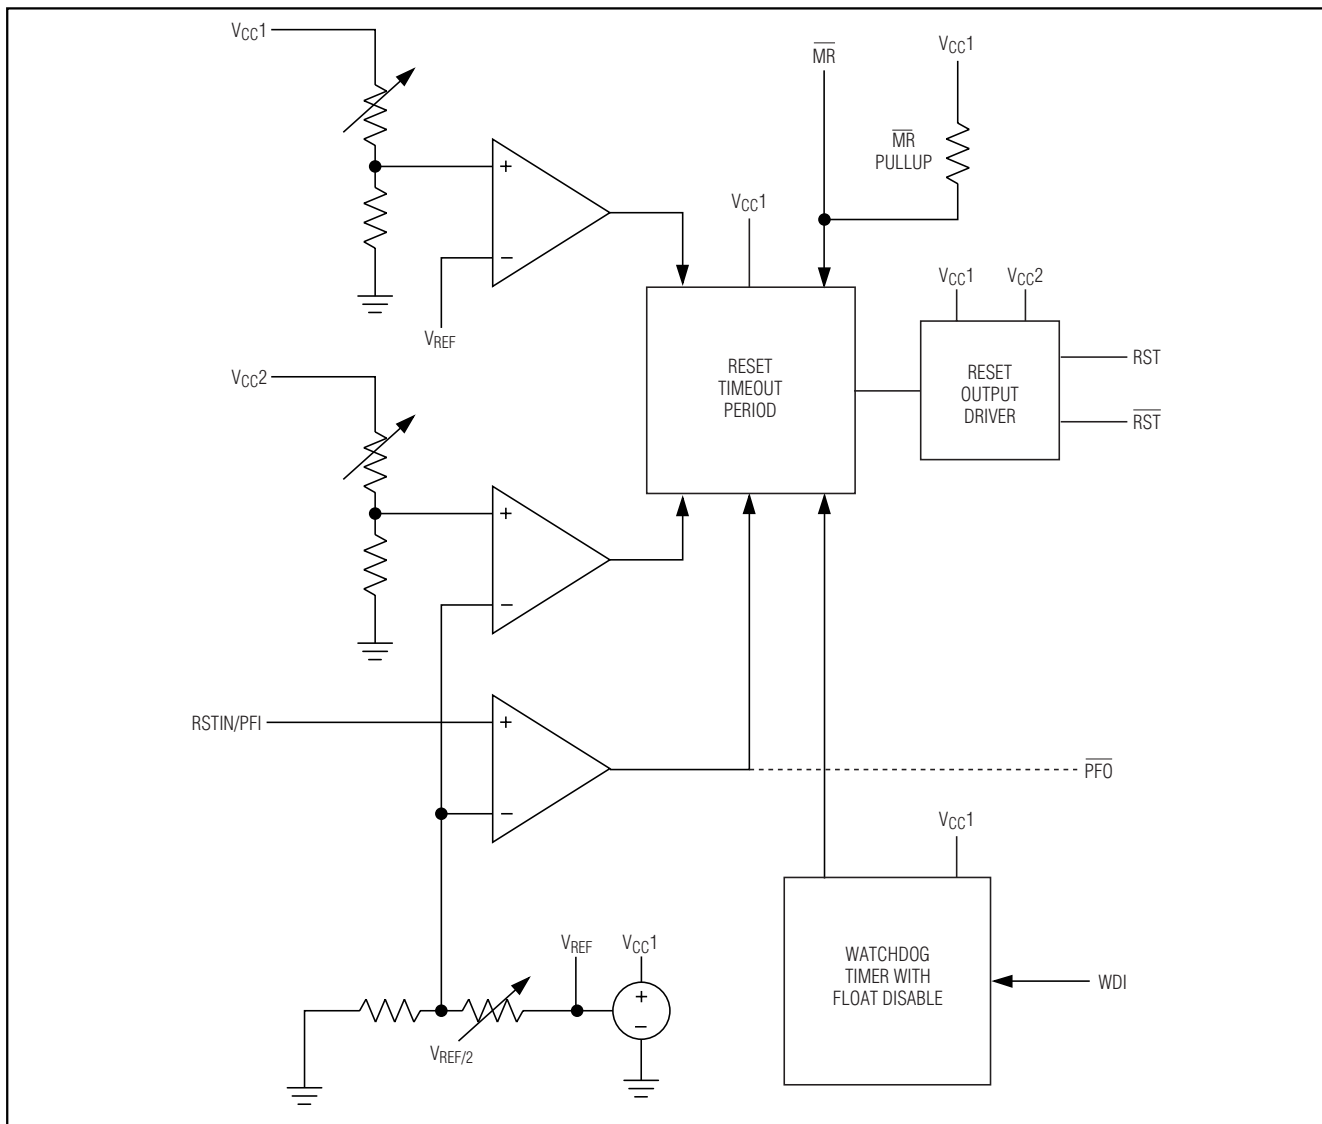 VCC1
MR
VCC1
MR
PULLUP
+
−
VREF
VCC1
VCC1
VCC2
RESET
TIMEOUT
PERIOD
RESET
OUTPUT
DRIVER
RST
RST
VCC2
+
−
RSTIN/PFI
+
−
PFO
VCC1
VREF
VCC1
+
−
VREF/2
WATCHDOG
TIMER WITH
FLOAT DISABLE
WDI